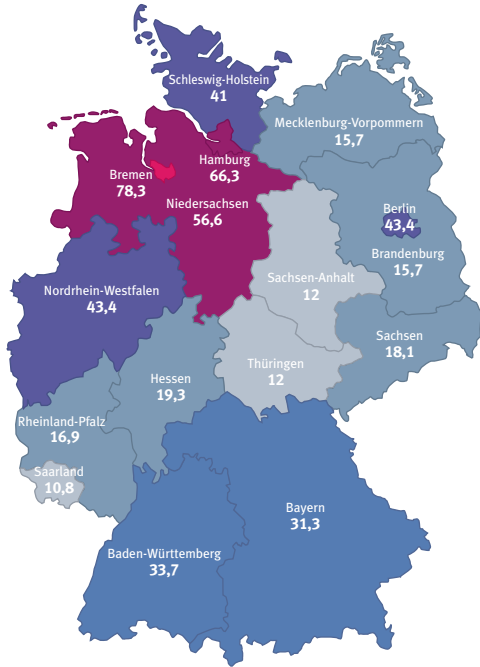 Schleswig-Holstein
41
Mecklenburg-Vorpommern
15,7
Hamburg
66,3
Bremen
78,3
Niedersachsen
56,6
Berlin
43,4
Brandenburg
15,7
Sachsen-Anhalt
12
Nordrhein-Westfalen
43,4
Sachsen
18,1
Thüringen
12
Hessen
19,3
Rheinland-Pfalz
16,9
Saarland
10,8
Bayern
31,3
Baden-Württemberg
33,7